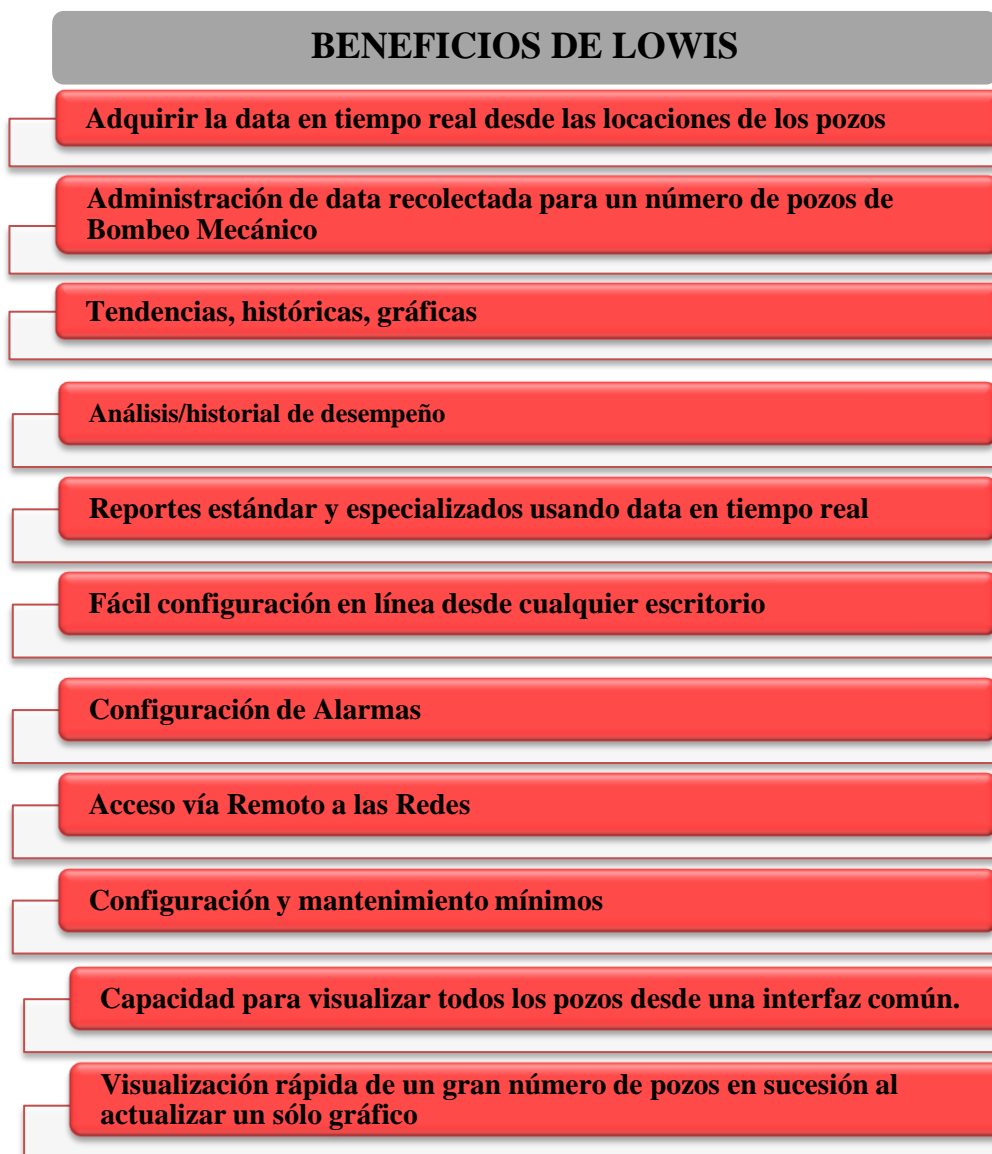 BENEFICIOS DE LOWIS
Adquirir la data en tiempo real desde las locaciones de los pozos
Administración de data recolectada para un número de pozos de
Bombeo Mecánico
Tendencias, históricas, gráficas
Análisis/historial de desempeño
Reportes estándar y especializados usando data en tiempo real
Fácil configuración en línea desde cualquier escritorio
Configuración de Alarmas
Acceso vía Remoto a las Redes
Configuración y mantenimiento mínimos
Capacidad para visualizar todos los pozos desde una interfaz común.
Visualización rápida de un gran número de pozos en sucesión al
actualizar un sólo gráfico